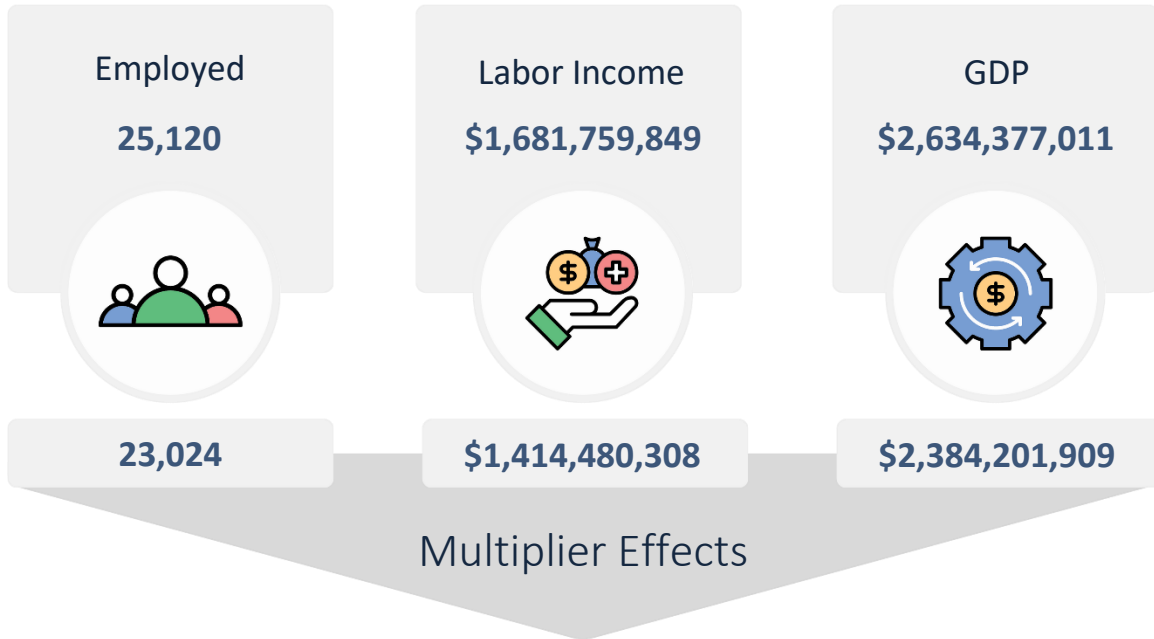 Employed
25,120
Labor Income
$1,681,759,849
GDP
$2,634,377,011
$
$
23,024
$1,414,480,308
$2,384,201,909
Multiplier Effects